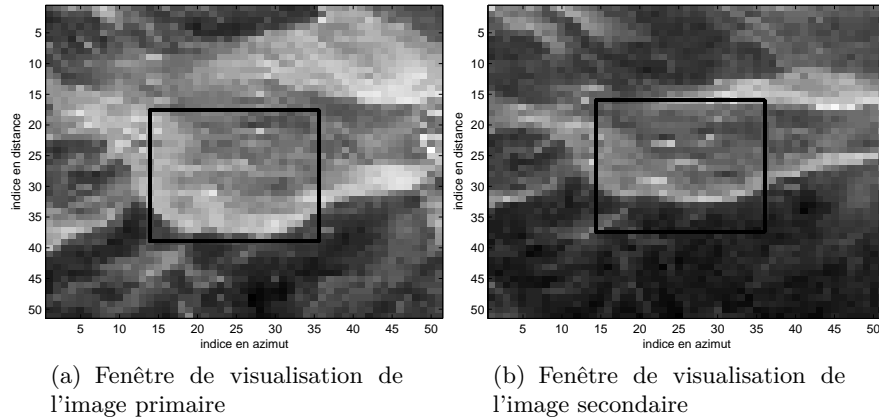 5
10
15
20
25
30
35
40
45
50
indice en distance
5 10 15 20 25 30 35 40 45 50
indice en azimut
(a) Fenêtre de visualisation de
l'image primaire
5
10
15
20
25
30
35
40
45
50
indice en distance
5 10 15 20 25 30 35 40 45 50
indice en azimut
(b) Fenêtre de visualisation de
l'image secondaire